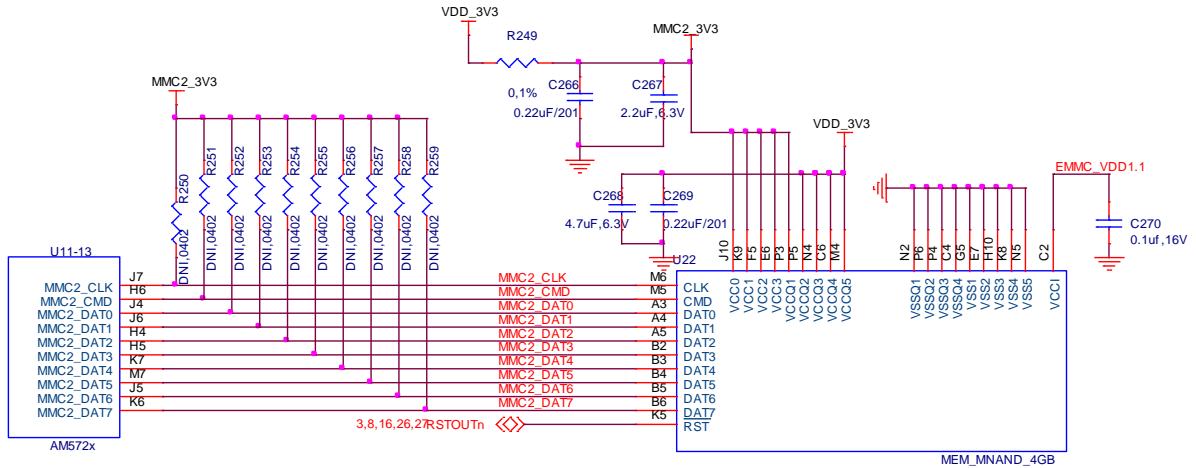 VDD_3V3
R249
0,1%
MMC2_3V3
C266
0.22uF/201
C267
2.2uF,6.3V
MMC2_3V3
R250
DNI,0402
R251
DNI,0402
R252
DNI,0402
R253
DNI,0402
R254
DNI,0402
R255
DNI,0402
R256
DNI,0402
R257
DNI,0402
R258
DNI,0402
R259
DNI,0402
VDD_3V3
C268
4.7uF,6.3V
C269
0.22uF/201
EMMC_VDD1.1
C270
0.1uf,16V
U11-13
MMC2_CLK J7
MMC2_CMD H6
MMC2_DAT0 J4
MMC2_DAT1 J6
MMC2_DAT2 H4
MMC2_DAT3 H5
MMC2_DAT4 K7
MMC2_DAT5 M7
MMC2_DAT6 J5
MMC2_DAT7 K6
AM572x
MMC2_CLK
MMC2_CMD
MMC2_DAT0
MMC2_DAT1
MMC2_DAT2
MMC2_DAT3
MMC2_DAT4
MMC2_DAT5
MMC2_DAT6
MMC2_DAT7
3,8,16,26,27 RSTOUTn
U22
M6 CLK
M5 CMD
A3 DAT0
A4 DAT1
A5 DAT2
B2 DAT3
B3 DAT4
B4 DAT5
B5 DAT6
B6 DAT7
K5 RST
J10 VCC0
K9 VCC1
F5 VCC2
E6 VCC3
P3 VCCQ1
P5 VCCQ2
N4 VCCQ3
C6 VCCQ4
M4 VCCQ5
N2 VSSQ1
P6 VSSQ2
P4 VSSQ3
C4 VSSQ4
G5 VSS1
E7 VSS2
H10 VSS3
K8 VSS4
N5 VSS5
C2 VCCI
MEM_MNAND_4GB